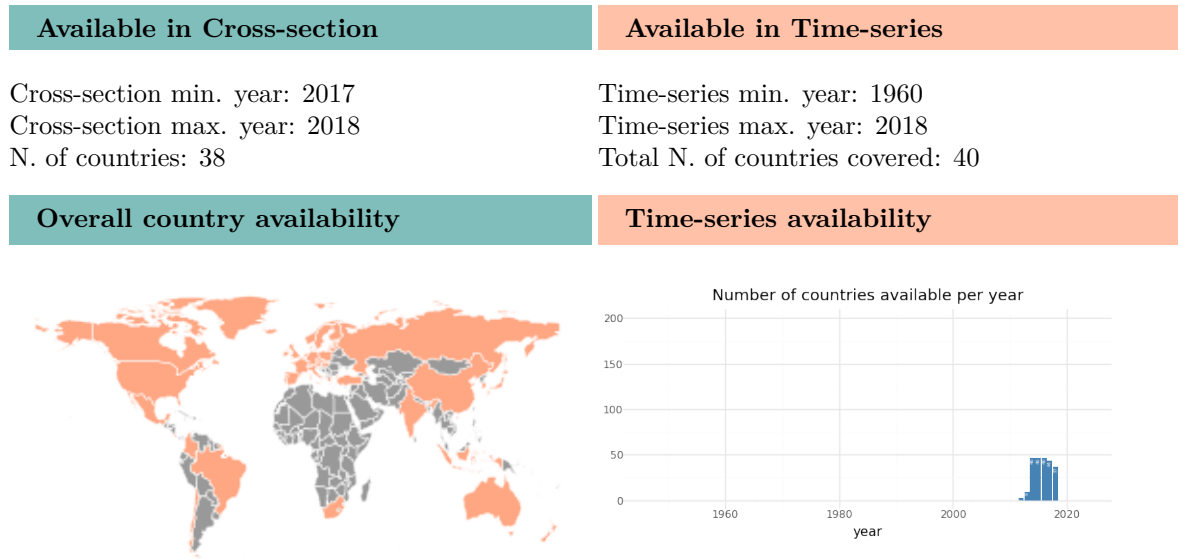 Available in Cross-section
Available in Time-series
Cross-section min. year: 2017
Cross-section max. year: 2018
N. of countries: 38
Time-series min. year: 1960
Time-series max. year: 2018
Total N. of countries covered: 40
Overall country availability
Time-series availability
Number of countries available per year
200
150
100
50
0
1960 1980 2000 2020
year